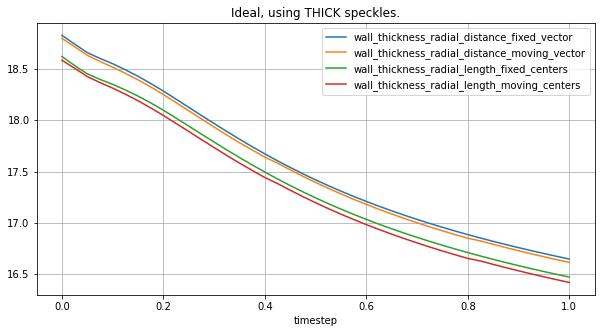 Ideal, using THICK speckles.
wall_thickness_radial_distance_fixed_vector
wall_thickness_radial_distance_moving_vector
wall_thickness_radial_length_fixed_centers
wall_thickness_radial_length_moving_centers
18.5
18.0
17.5
17.0
16.5
0.0 0.2 0.4 0.6 0.8 1.0
timestep